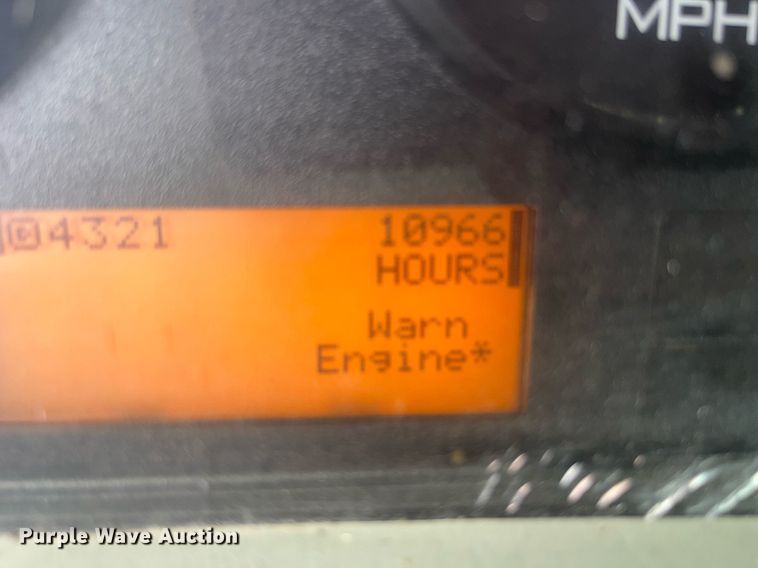 MPH
4321 10966
HOURS
Warn
Engine*
Purple Wave Auction